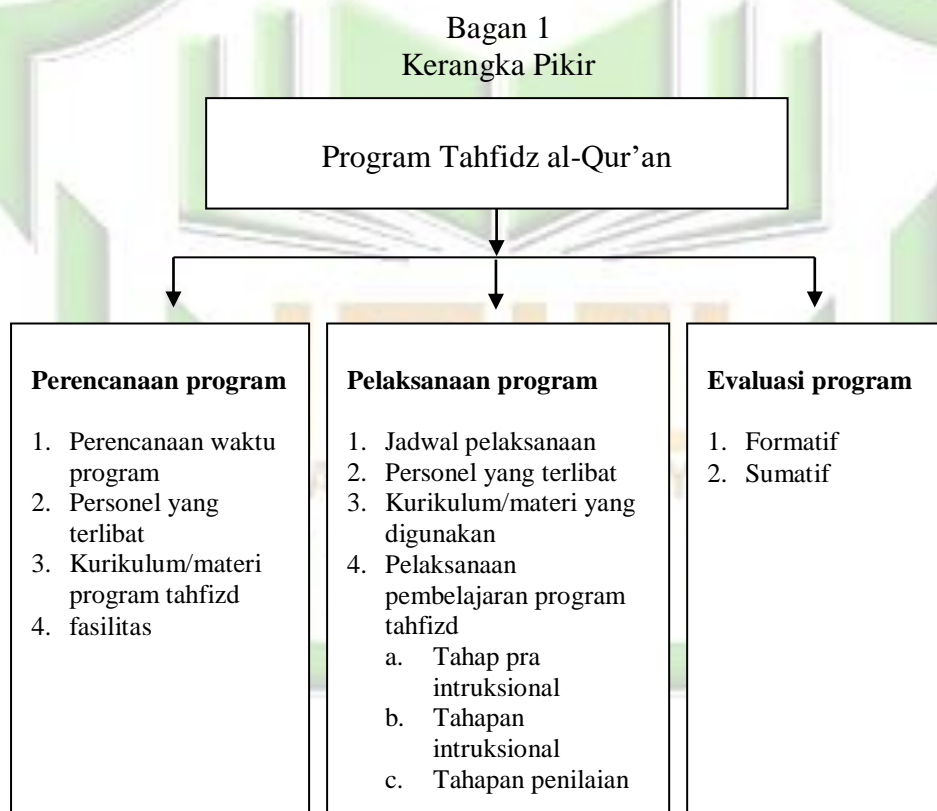 Bagan 1
Kerangka Pikir
Program Tahfidz al-Qur’an
Perencanaan program
1. Perencanaan waktu
program
2. Personel yang
terlibat
3. Kurikulum/materi
program tahfizd
4. fasilitas
Pelaksanaan program
1. Jadwal pelaksanaan
2. Personel yang terlibat
3. Kurikulum/materi yang
digunakan
4. Pelaksanaan
pembelajaran program
tahfizd
a. Tahap pra
intruksional
b. Tahapan
intruksional
c. Tahapan penilaian
Evaluasi program
1. Formatif
2. Sumatif